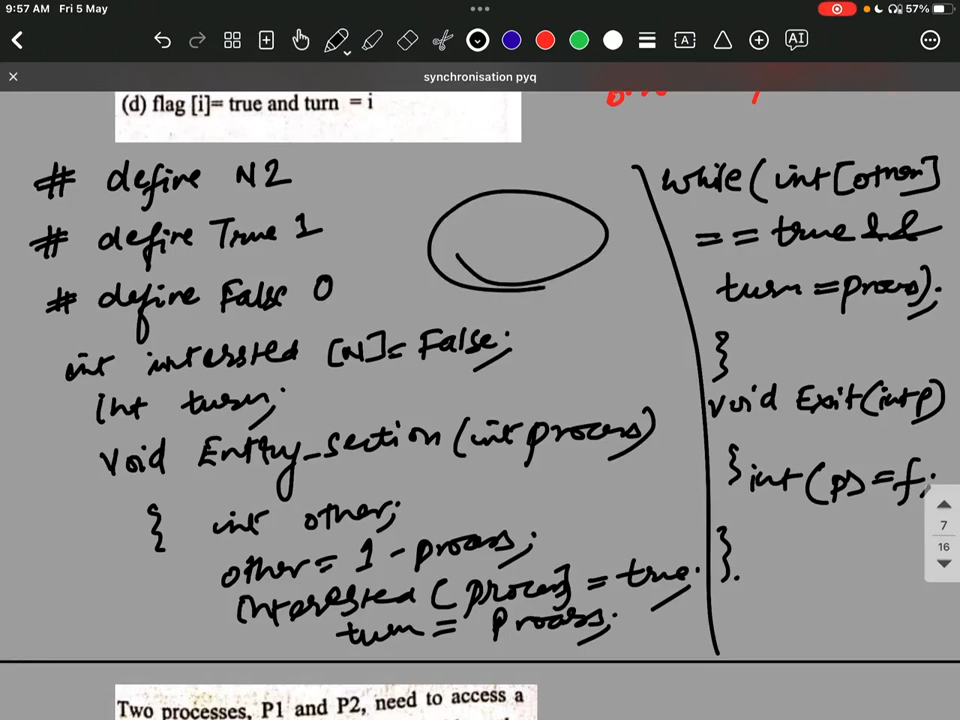 9:57 AM Fri 5 May
57%
synchronisation pyq
(d) flag [i]= true and turn = i
# define N 2
# define True 1
# define False 0
int interssted [N]= False;
int turn;
void Entry_section (int process)
{ int other;
other = 1 - process;
Interested (process] = true.
turn = process;
while ( int [other]
== true &&
turn = process).
}
void Exit (int p)
}int (p) = f;
}.
7
16
Two processes, P1 and P2, need to access a